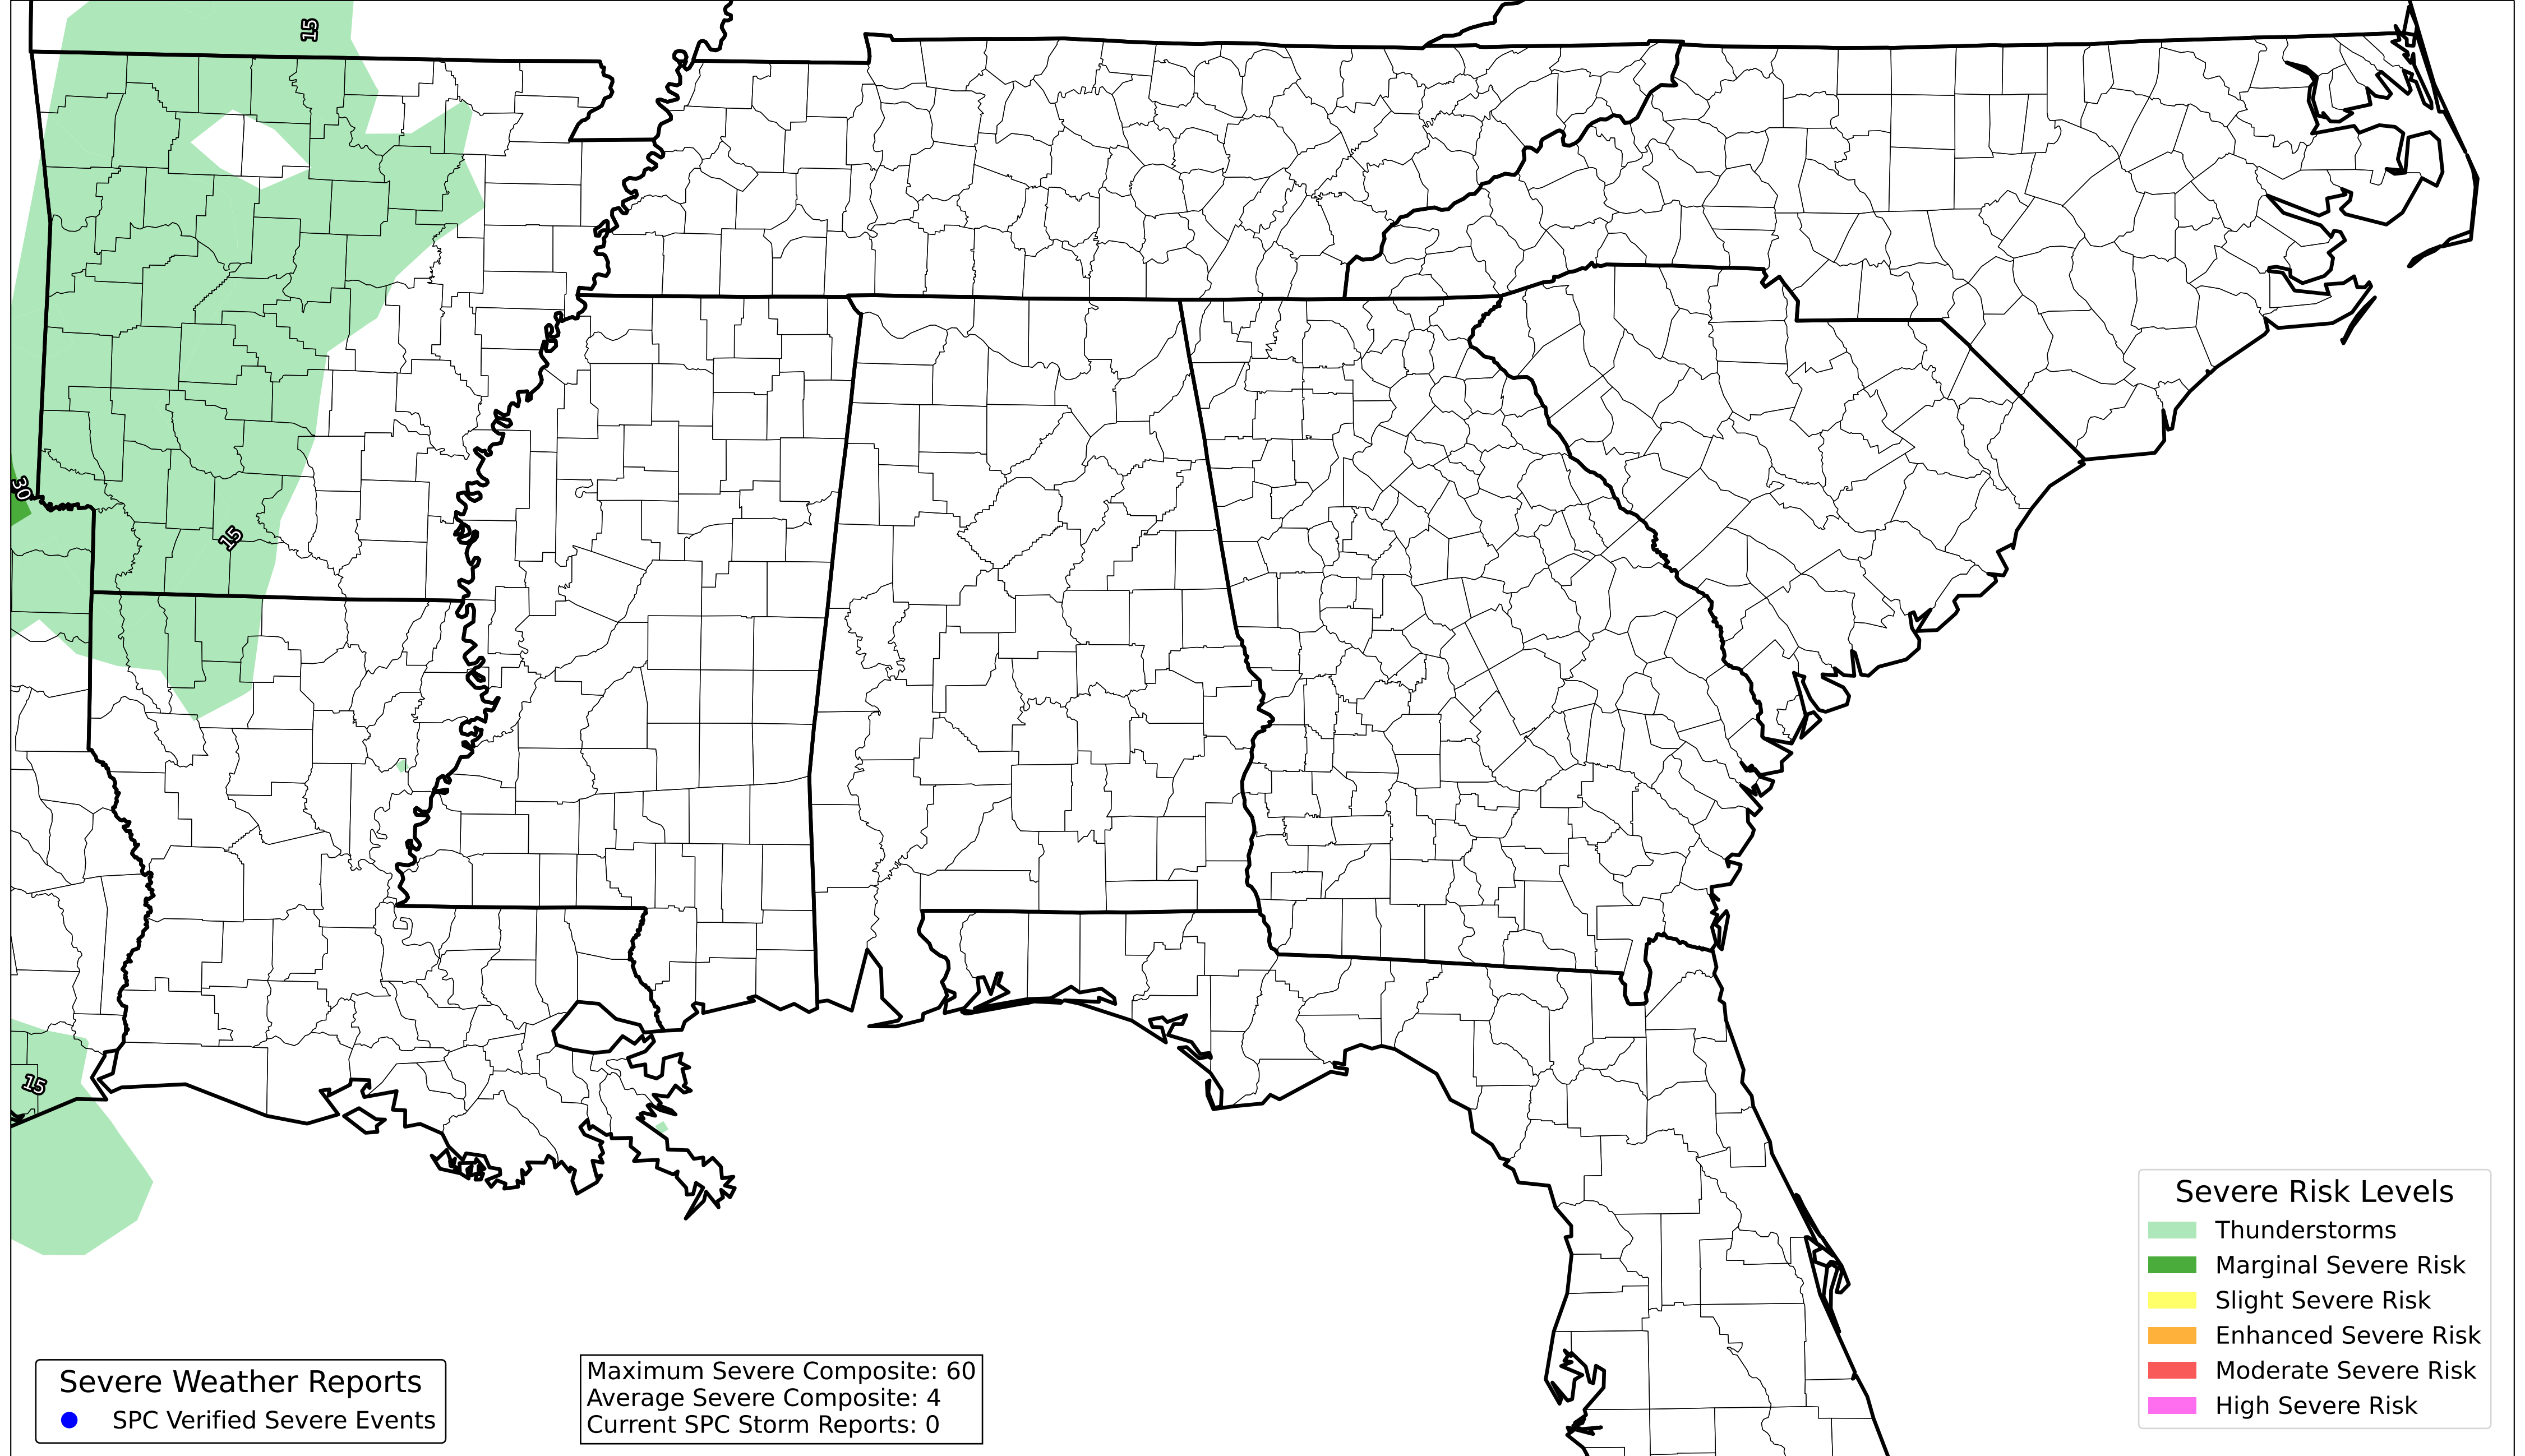 15
30
15
15
Severe Weather Reports
SPC Verified Severe Events
Maximum Severe Composite: 60
Average Severe Composite: 4
Current SPC Storm Reports: 0
Severe Risk Levels
Thunderstorms
Marginal Severe Risk
Slight Severe Risk
Enhanced Severe Risk
Moderate Severe Risk
High Severe Risk